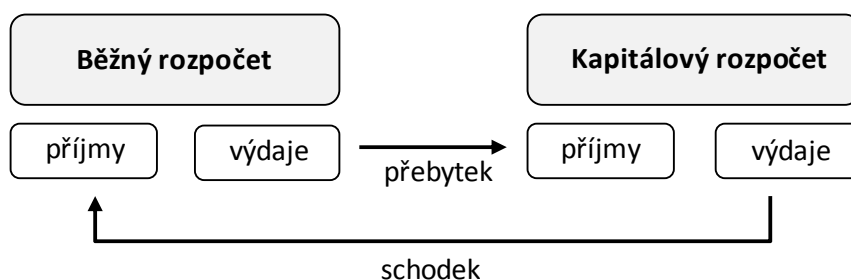 Běžný rozpočet
Kapitálový rozpočet
příjmy
výdaje
přebytek
příjmy
výdaje
schodek